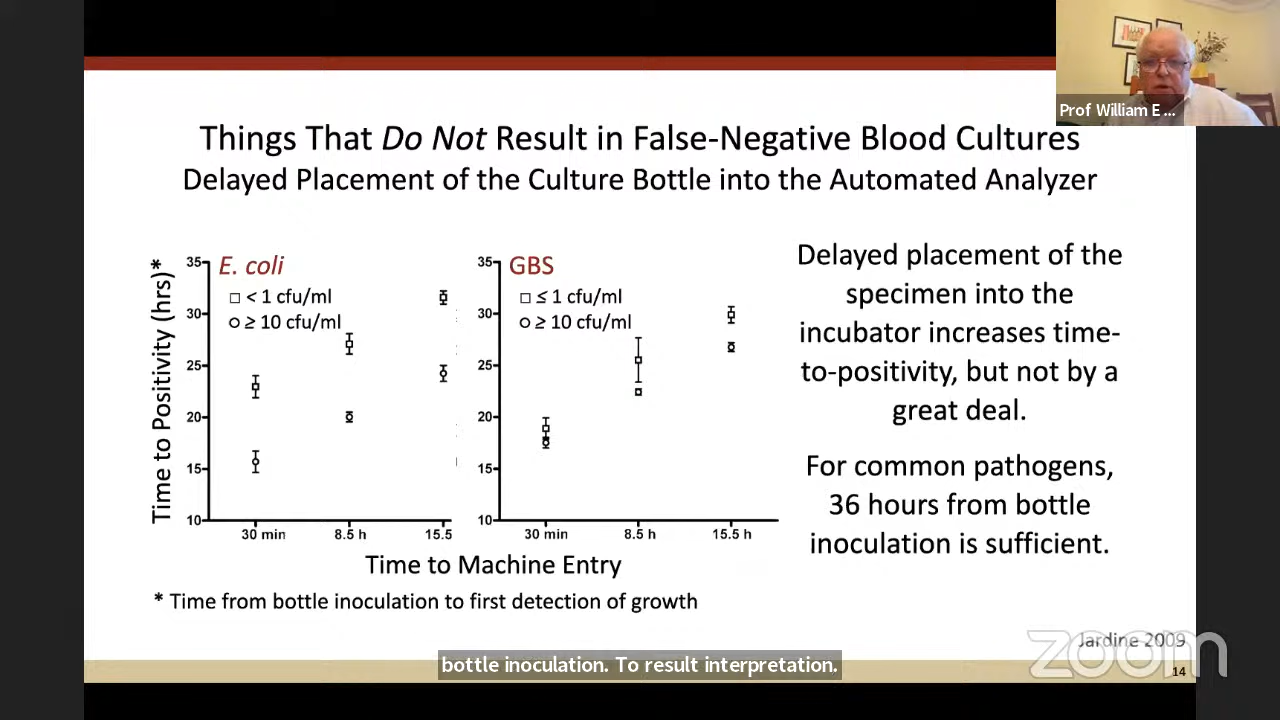 Prof William E ...
Things That Do Not Result in False-Negative Blood Cultures
Delayed Placement of the Culture Bottle into the Automated Analyzer
Time to Positivity (hrs)*
35
30
25
20
15
10
E. coli
□ < 1 cfu/ml
○ ≥ 10 cfu/ml
30 min
8.5 h
15.5
35
30
25
20
15
10
GBS
□ ≤ 1 cfu/ml
○ ≥ 10 cfu/ml
30 min
8.5 h
15.5 h
Time to Machine Entry
* Time from bottle inoculation to first detection of growth
Delayed placement of the
specimen into the
incubator increases time-
to-positivity, but not by a
great deal.
For common pathogens,
36 hours from bottle
inoculation is sufficient.
Jardine 2009
zoom
14
bottle inoculation. To result interpretation.